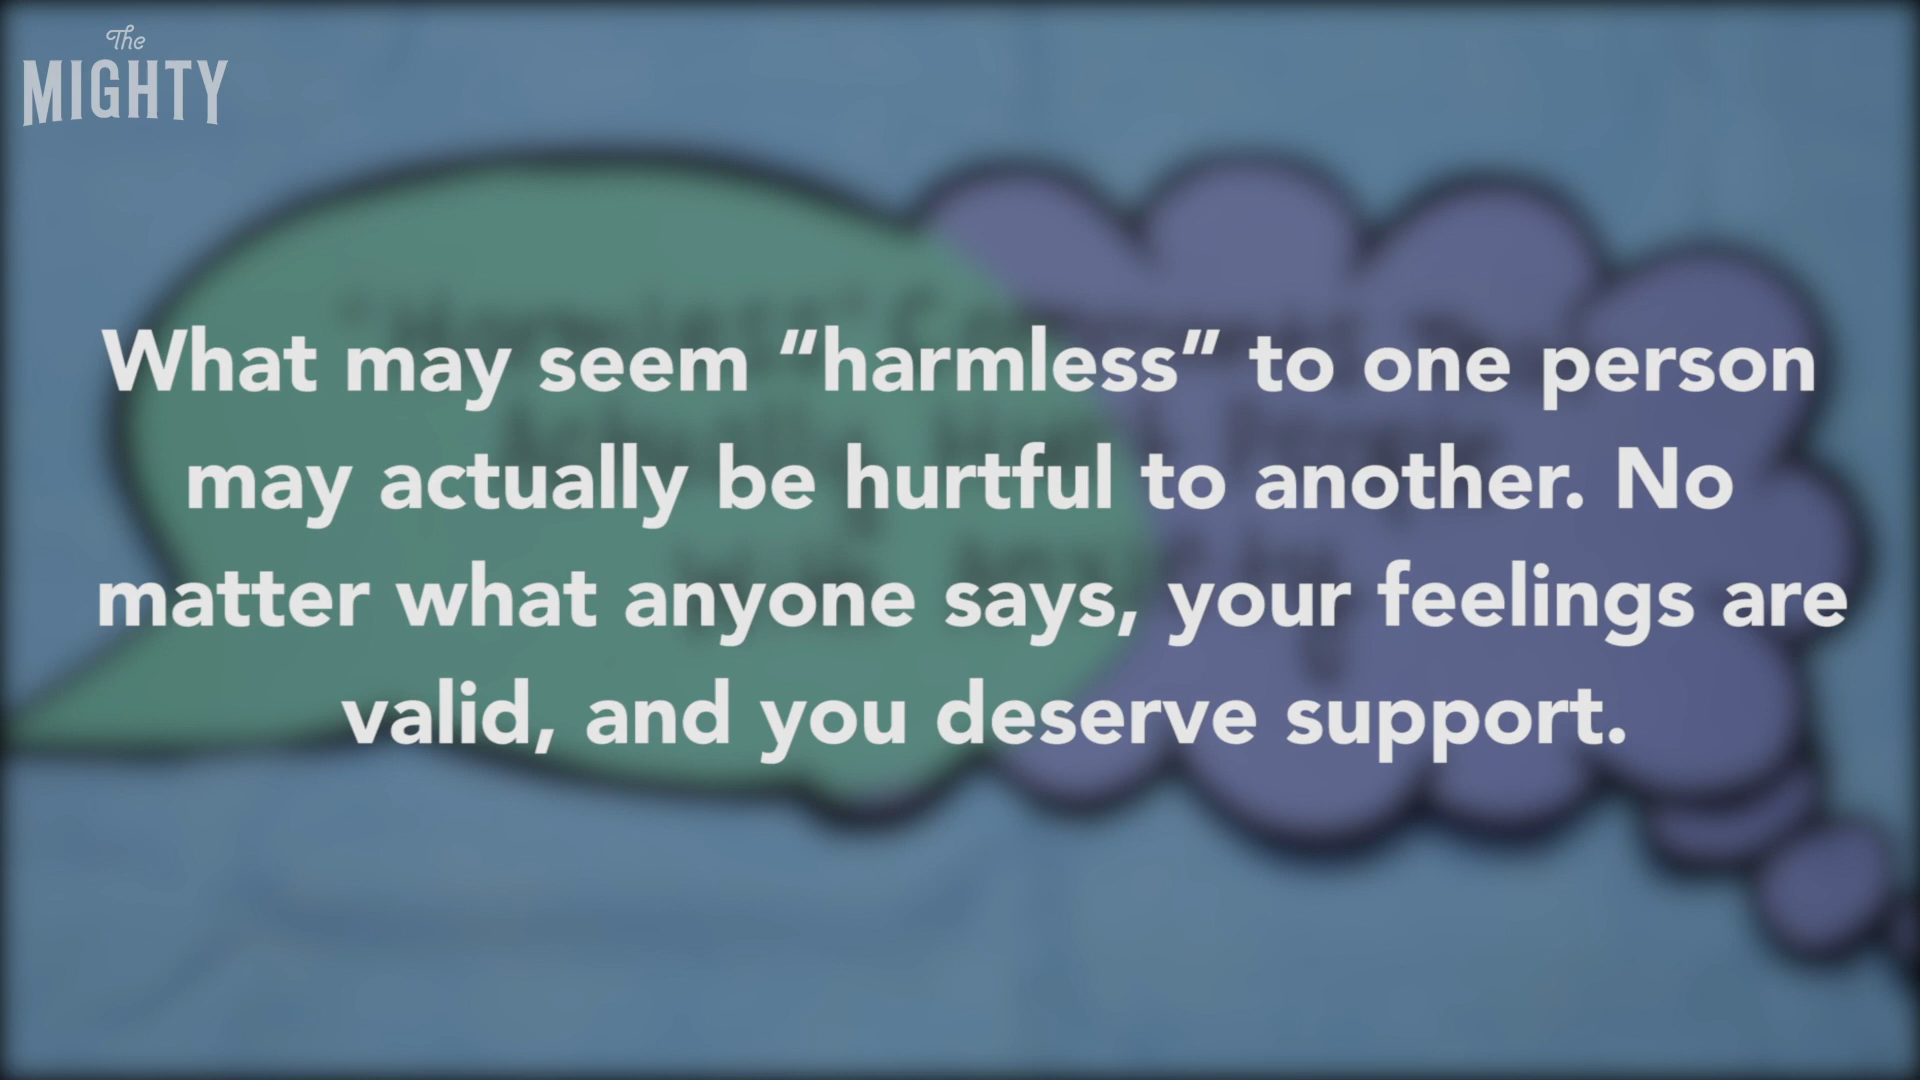 The
MIGHTY
What may seem “harmless” to one person
may actually be hurtful to another. No
matter what anyone says, your feelings are
valid, and you deserve support.